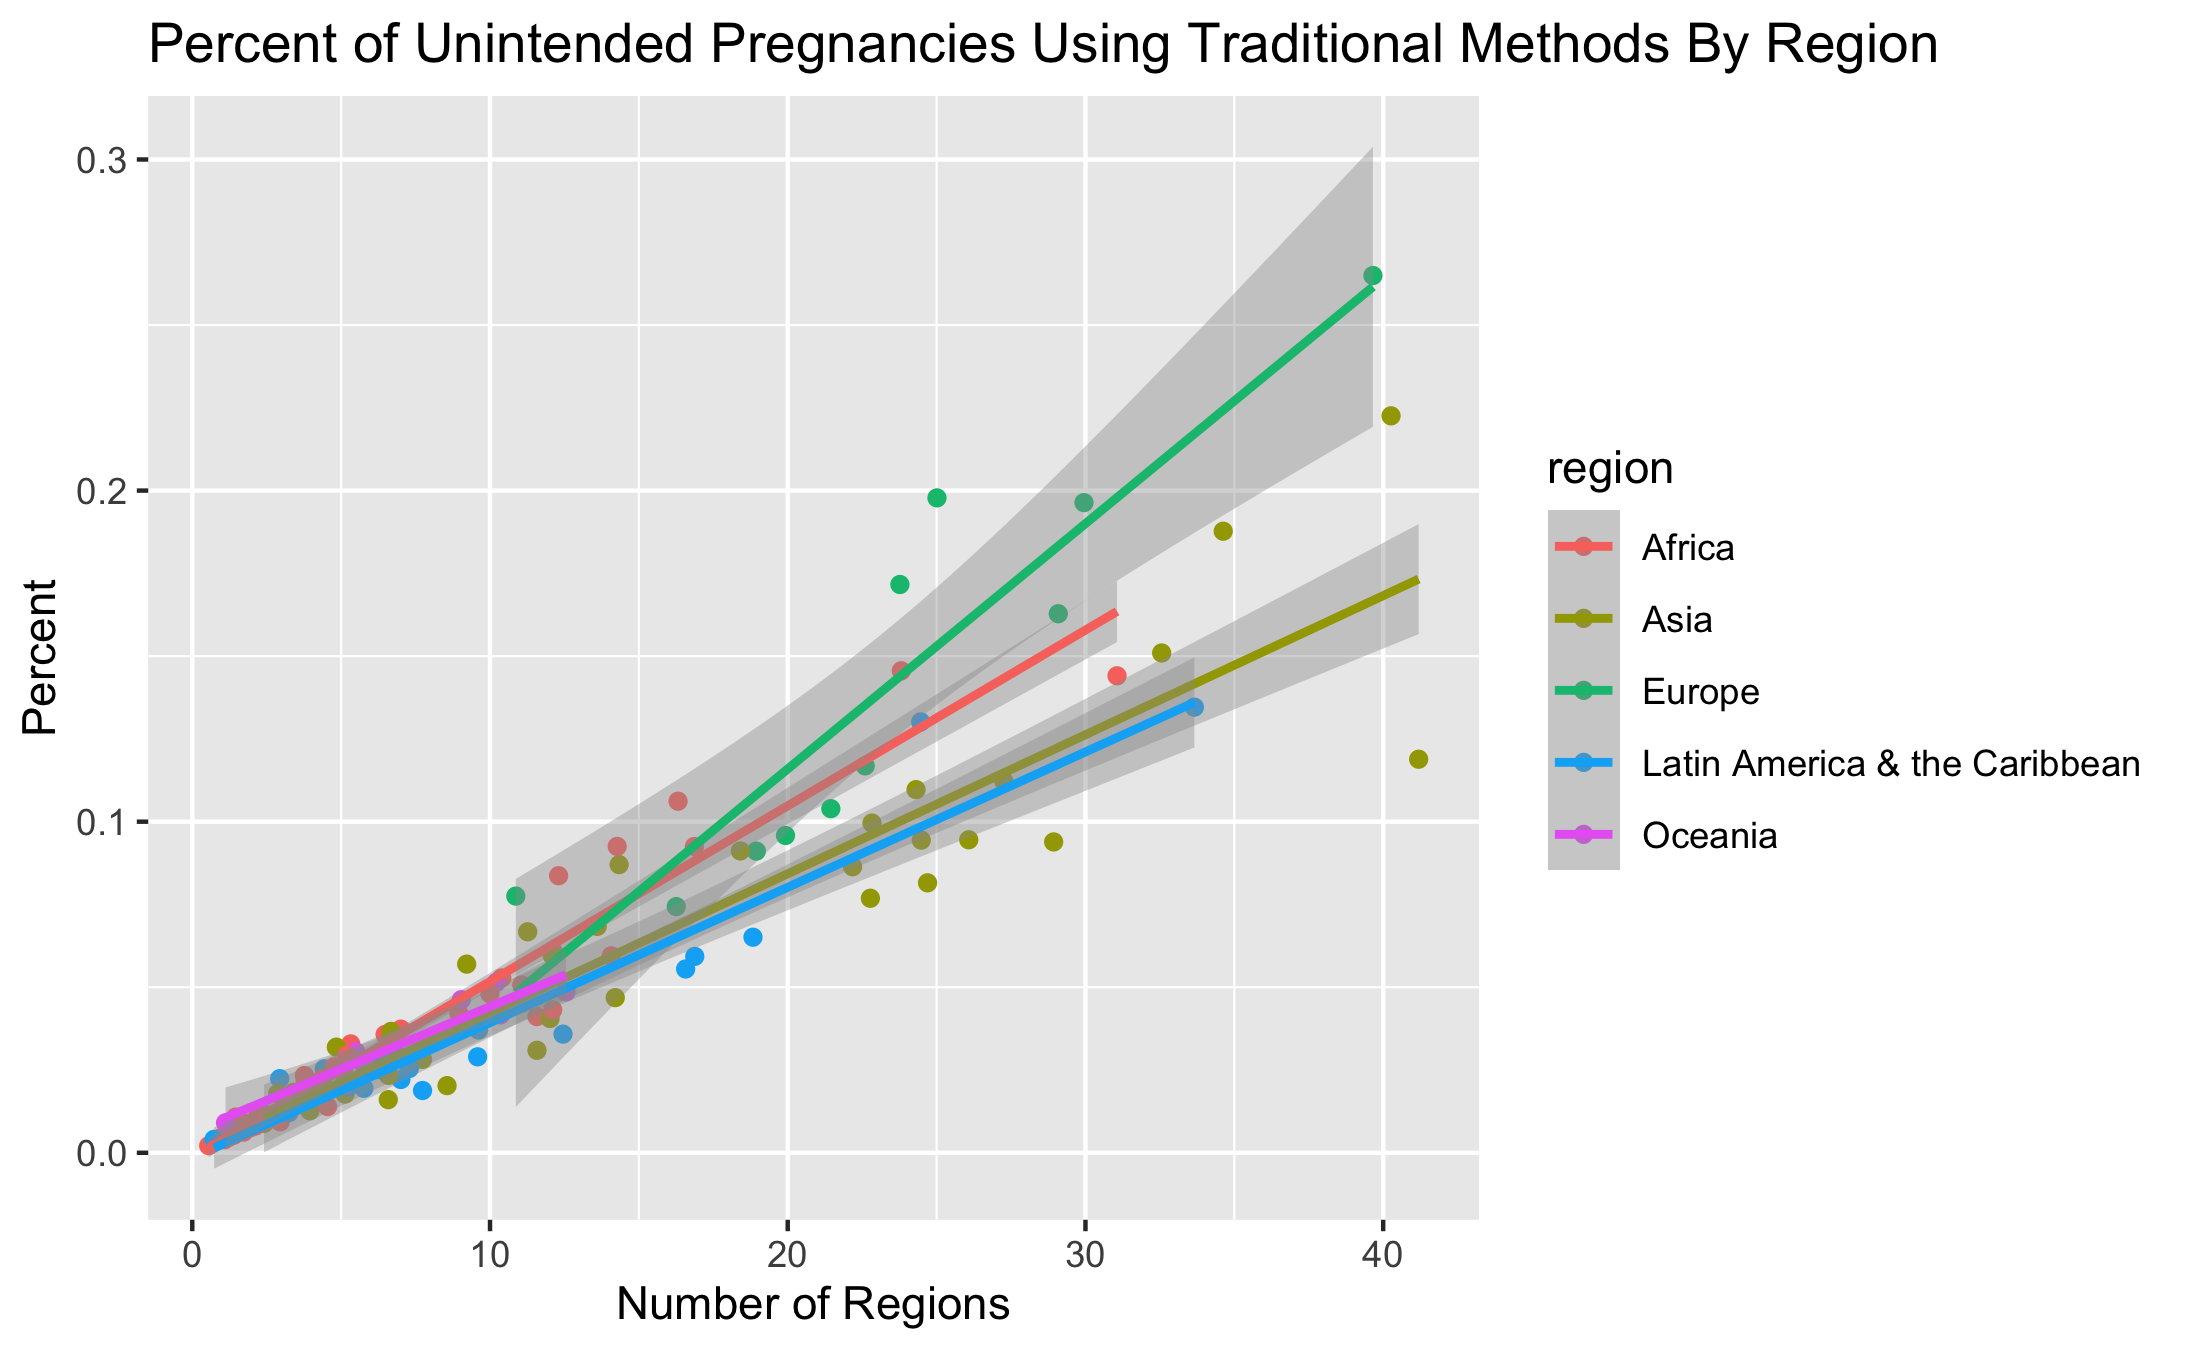 Percent of Unintended Pregnancies Using Traditional Methods By Region
0.3
0.2
0.1
0.0
Percent
0 10 20 30 40
Number of Regions
region
Africa
Asia
Europe
Latin America & the Caribbean
Oceania